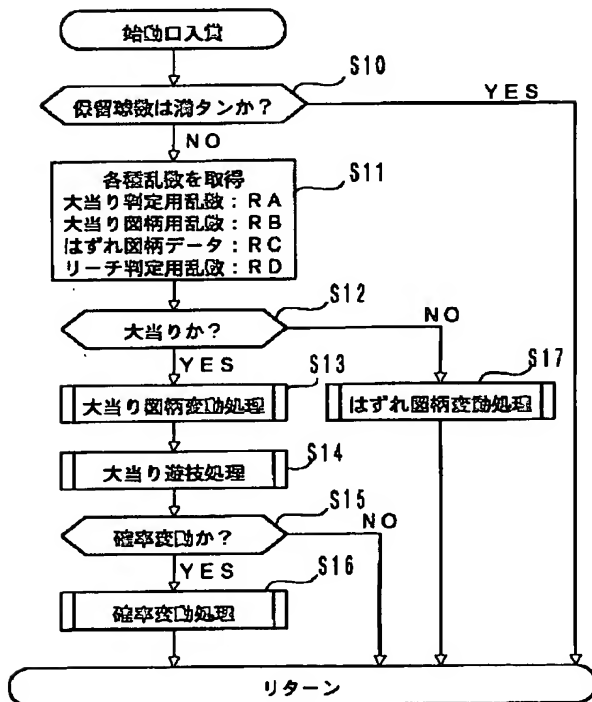 始動口入賞
S10
保留球数は満タンか?
YES
NO
S11
各種乱数を取得
大当り判定用乱数:RA
大当り図柄用乱数:RB
はずれ図柄データ:RC
リーチ判定用乱数:RD
S12
大当りか?
NO
YES
S13
S17
大当り図柄変動処理
はずれ図柄変動処理
S14
大当り遊技処理
S15
確率変動か?
NO
YES
S16
確率変動処理
リターン